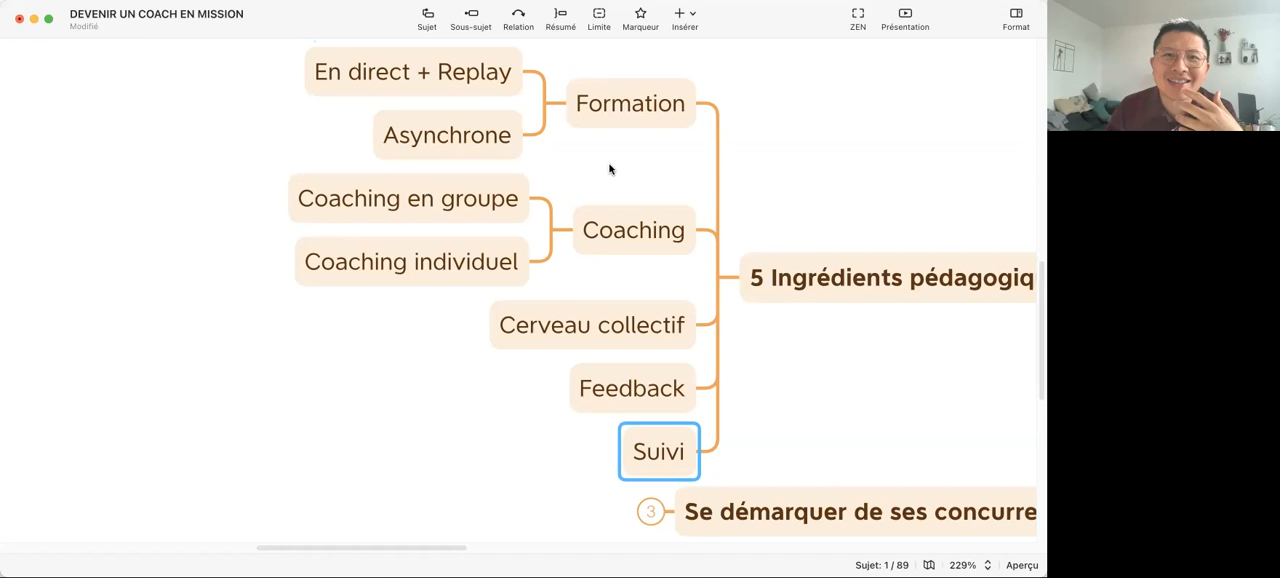 DEVENIR UN COACH EN MISSION
Modifié
Sujet
Sous-sujet
Relation
Résumé
Limite
Marqueur
Insérer
ZEN
Présentation
Format
En direct + Replay
Formation
Asynchrone
Coaching en groupe
Coaching
Coaching individuel
5 Ingrédients pédagogiq
Cerveau collectif
Feedback
Suivi
3
Se démarquer de ses concurre
Sujet: 1 / 89
229%
Aperçu